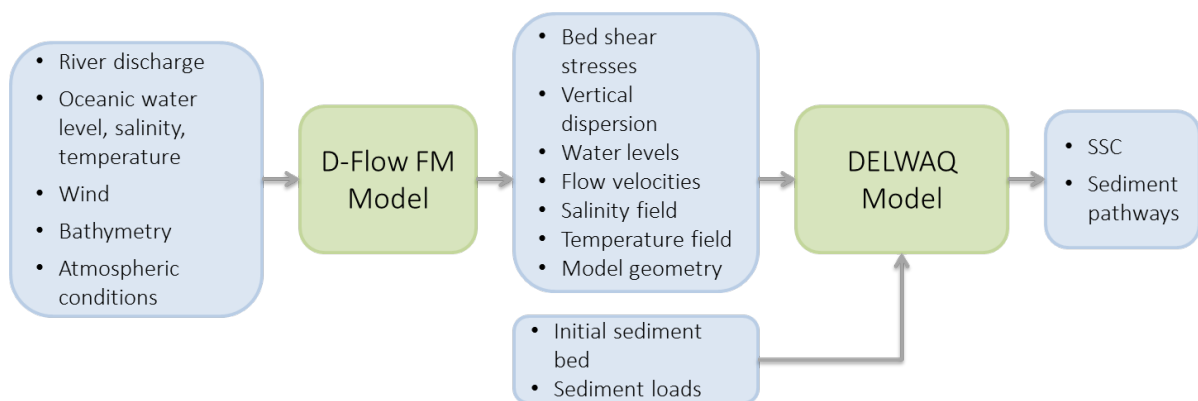 • River discharge
• Oceanic water
level, salinity,
temperature
• Wind
• Bathymetry
• Atmospheric
conditions
D-Flow FM
Model
• Bed shear
stresses
• Vertical
dispersion
• Water levels
• Flow velocities
• Salinity field
• Temperature field
• Model geometry
• Initial sediment
bed
• Sediment loads
DELWAQ
Model
• SSC
• Sediment
pathways